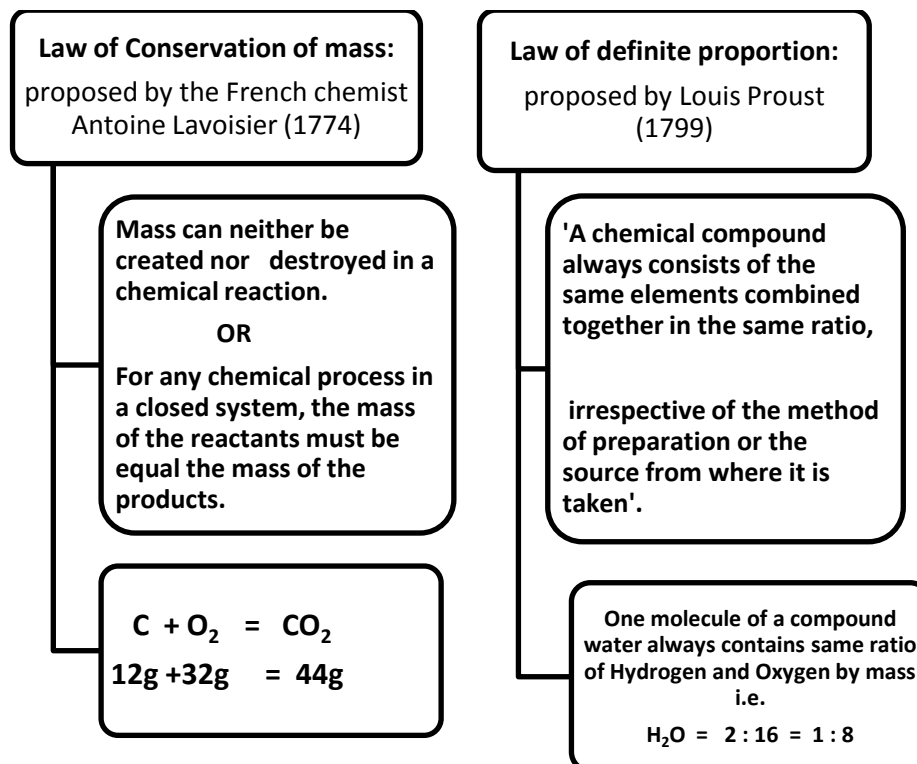 Law of Conservation of mass:
proposed by the French chemist
Antoine Lavoisier (1774)
Mass can neither be
created nor destroyed in a
chemical reaction.
OR
For any chemical process in
a closed system, the mass
of the reactants must be
equal the mass of the
products.
C + O₂ = CO₂
12g +32g = 44g
Law of definite proportion:
proposed by Louis Proust
(1799)
'A chemical compound
always consists of the
same elements combined
together in the same ratio,
irrespective of the method
of preparation or the
source from where it is
taken'.
One molecule of a compound
water always contains same ratio
of Hydrogen and Oxygen by mass
i.e.
H₂O = 2 : 16 = 1 : 8